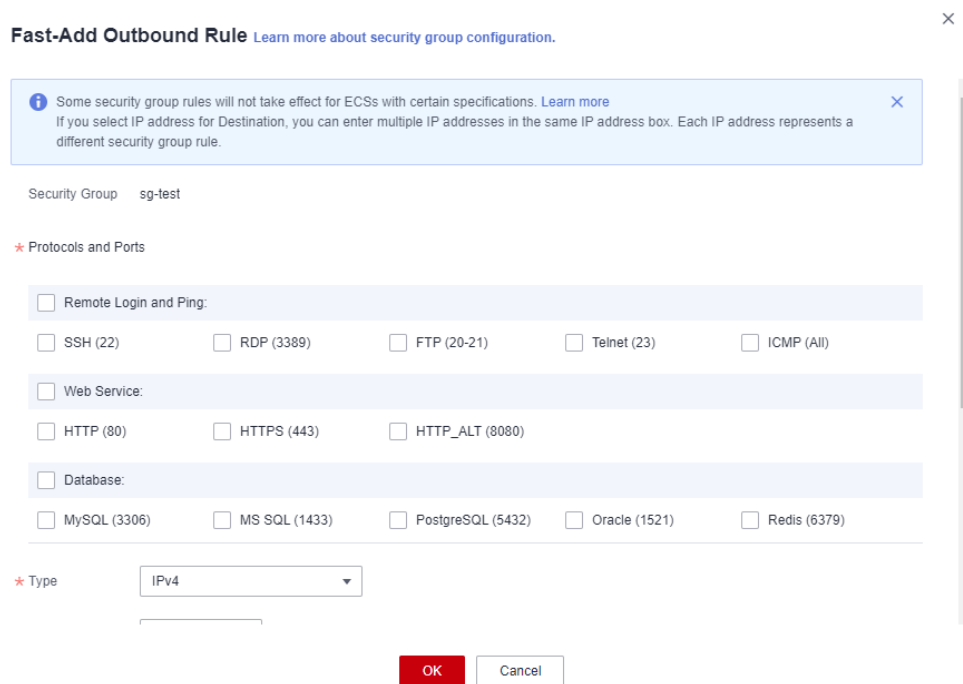 Fast-Add Outbound Rule Learn more about security group configuration.
Some security group rules will not take effect for ECSs with certain specifications. Learn more
If you select IP address for Destination, you can enter multiple IP addresses in the same IP address box. Each IP address represents a
different security group rule.
Security Group sg-test
* Protocols and Ports
Remote Login and Ping:
SSH (22) RDP (3389) FTP (20-21) Telnet (23) ICMP (All)
Web Service:
HTTP (80) HTTPS (443) HTTP_ALT (8080)
Database:
MySQL (3306) MS SQL (1433) PostgreSQL (5432) Oracle (1521) Redis (6379)
* Type IPv4
OK Cancel